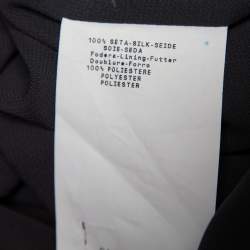 100% SETA-SILK-SEIDE
SOIE-SEDA
Fodera-Lining-Futter
Doublure-Forro
100% POLIESTERE
POLYESTER
POLIESTER